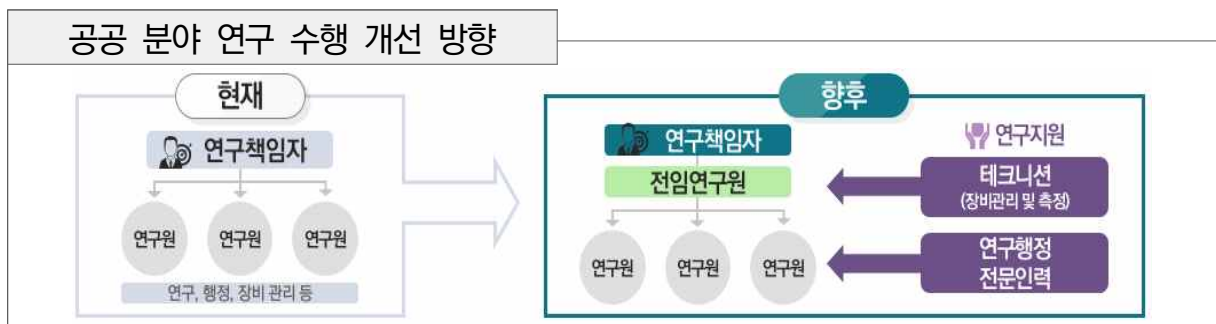 공공 분야 연구 수행 개선 방향
현재
연구책임자
연구원 연구원 연구원
연구, 행정, 장비 관리 등
향후
연구책임자
전임연구원
연구원 연구원 연구원
연구지원
테크니션
(장비관리 및 측정)
연구행정
전문인력